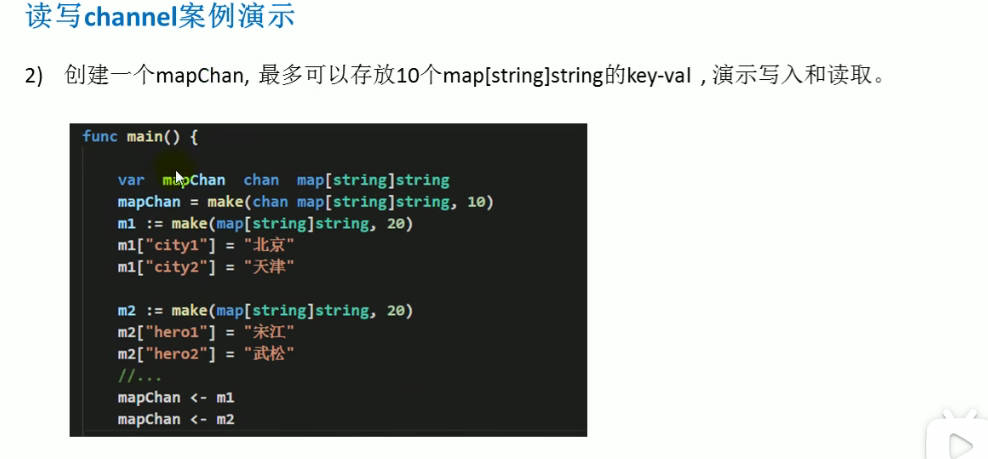 读写channel案例演示
2) 创建一个mapChan, 最多可以存放10个map[string]string的key-val , 演示写入和读取。
func main() {
var mapChan chan map[string]string
mapChan = make(chan map[string]string, 10)
m1 := make(map[string]string, 20)
m1["city1"] = "北京"
m1["city2"] = "天津"
m2 := make(map[string]string, 20)
m2["hero1"] = "宋江"
m2["hero2"] = "武松"
//...
mapChan <- m1
mapChan <- m2